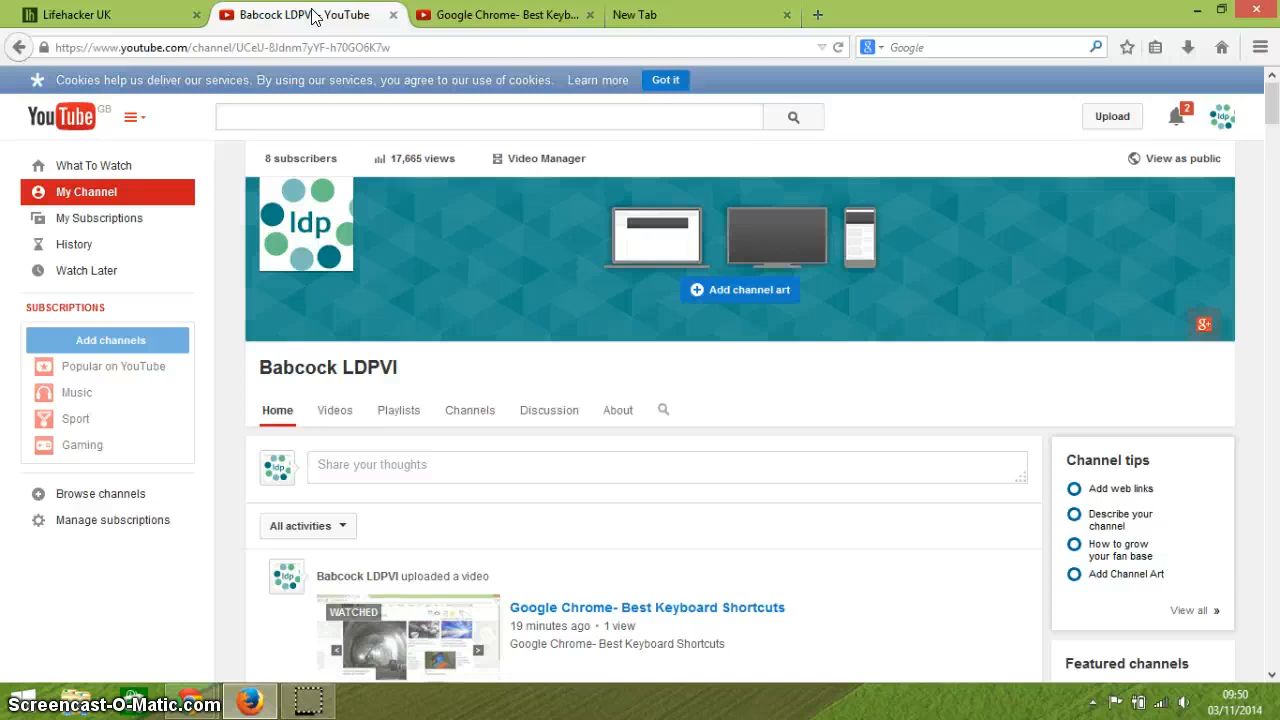 Lifehacker UK
Babcock LDPVI - YouTube
Google Chrome- Best Keyb...
New Tab
https://www.youtube.com/channel/UCeU-8Jdnm7yYF-h70GO6K7w
Google
Cookies help us deliver our services. By using our services, you agree to our use of cookies. Learn more Got it
YouTube GB
Upload
2
ldp
8 subscribers
17,665 views
Video Manager
View as public
What To Watch
My Channel
My Subscriptions
History
Watch Later
SUBSCRIPTIONS
Add channels
Popular on YouTube
Music
Sport
Gaming
Browse channels
Manage subscriptions
ldp
Add channel art
g+
Babcock LDPVI
Home Videos Playlists Channels Discussion About
ldp
Share your thoughts
All activities
ldp
Babcock LDPVI uploaded a video
WATCHED
Google Chrome- Best Keyboard Shortcuts
19 minutes ago • 1 view
Google Chrome- Best Keyboard Shortcuts
Channel tips
Add web links
Describe your
channel
How to grow
your fan base
Add Channel Art
View all »
Featured channels
Screencast-O-Matic.com
09:50
03/11/2014